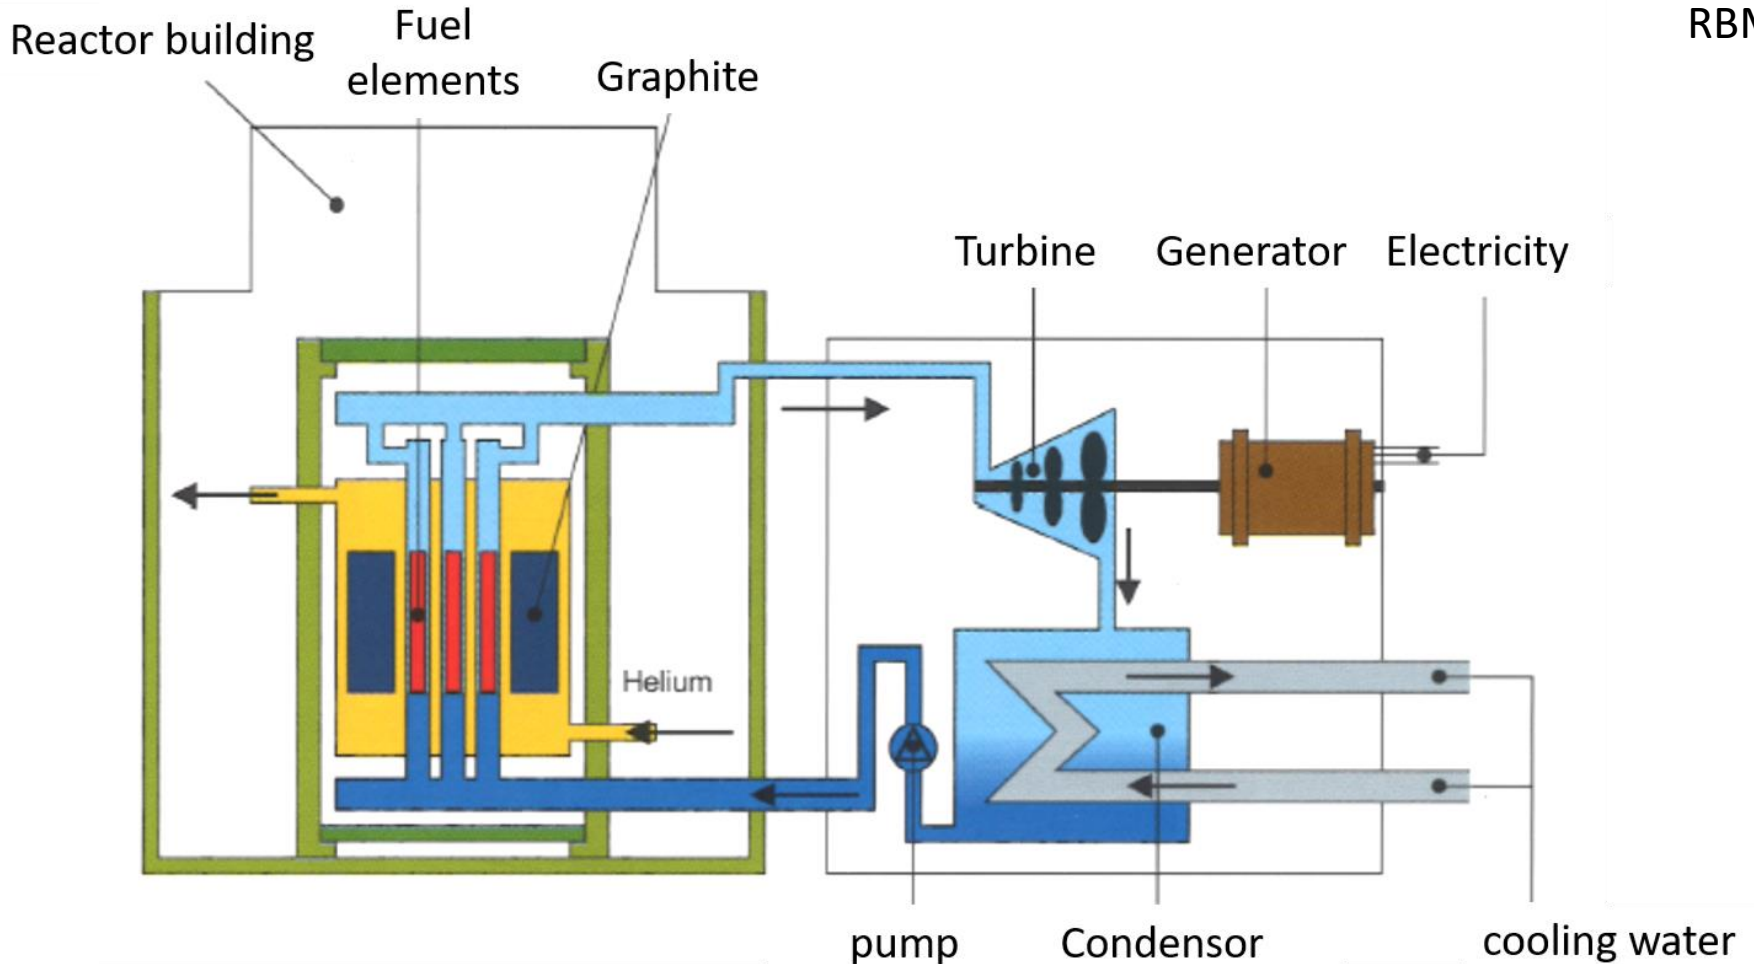 Reactor building
Fuel
elements
Graphite
Turbine
Generator
Electricity
Helium
pump
Condensor
cooling water